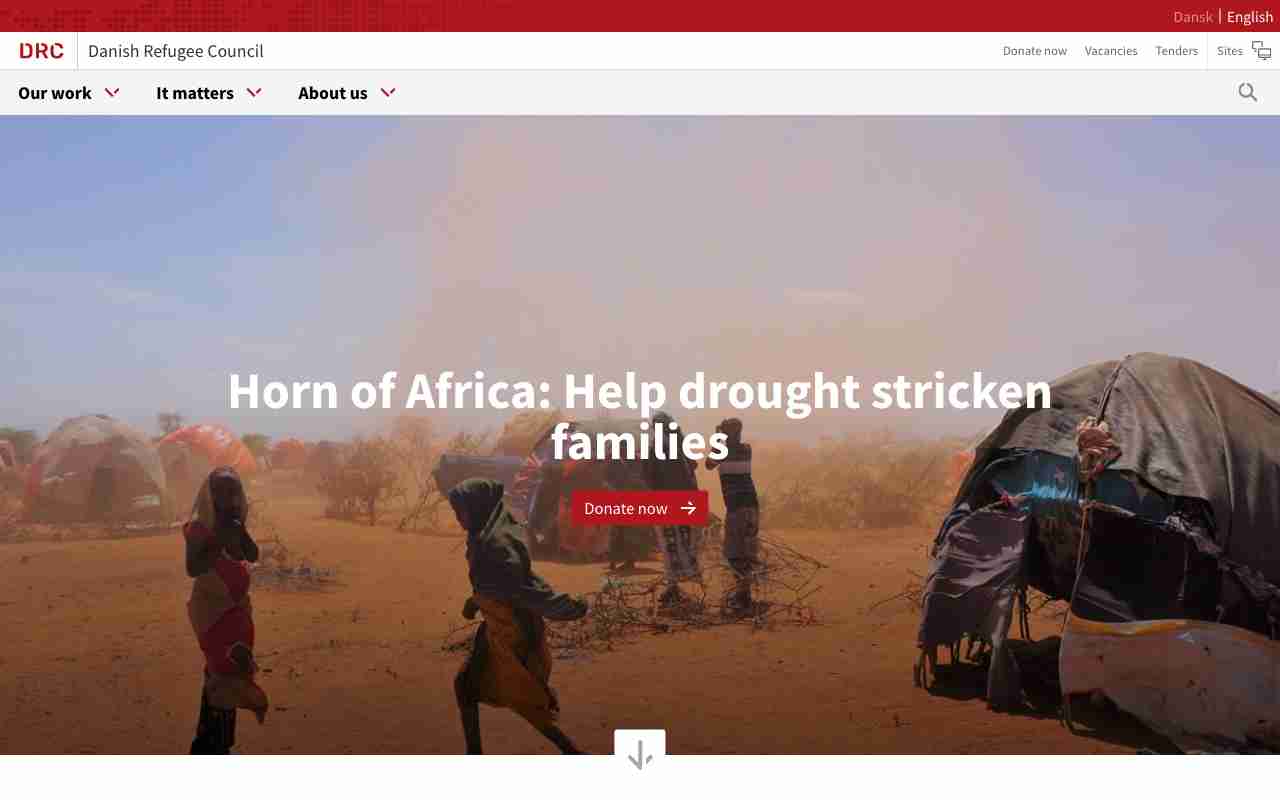 Dansk | English
DRC Danish Refugee Council
Donate now Vacancies Tenders Sites
Our work It matters About us
Horn of Africa: Help drought stricken
families
Donate now